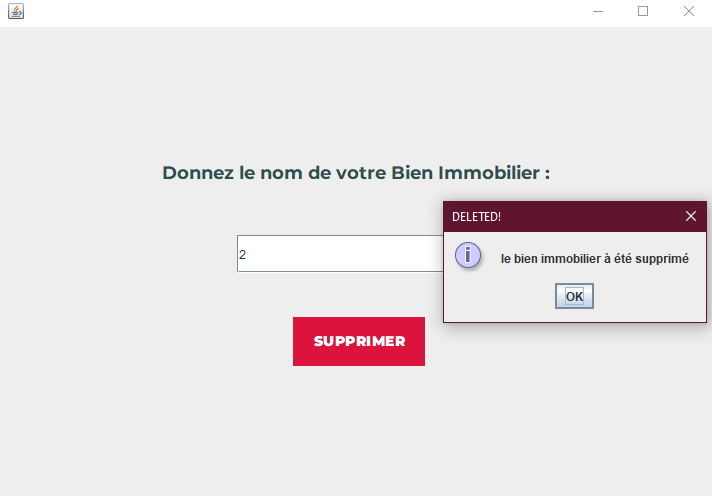 Donnez le nom de votre Bien Immobilier :
2
SUPPRIMER
DELETED!
le bien immobilier à été supprimé
OK